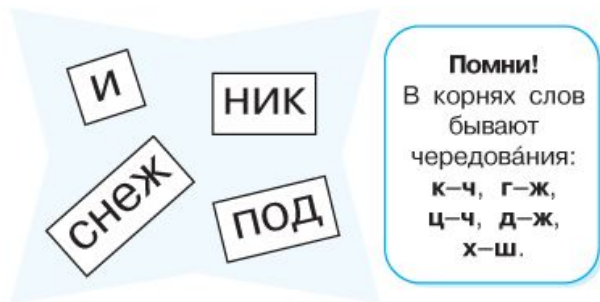 и
ник
снеж
под
Помни!
В корнях слов
бывают
чередова́ния:
к–ч, г–ж,
ц–ч, д–ж,
х–ш.